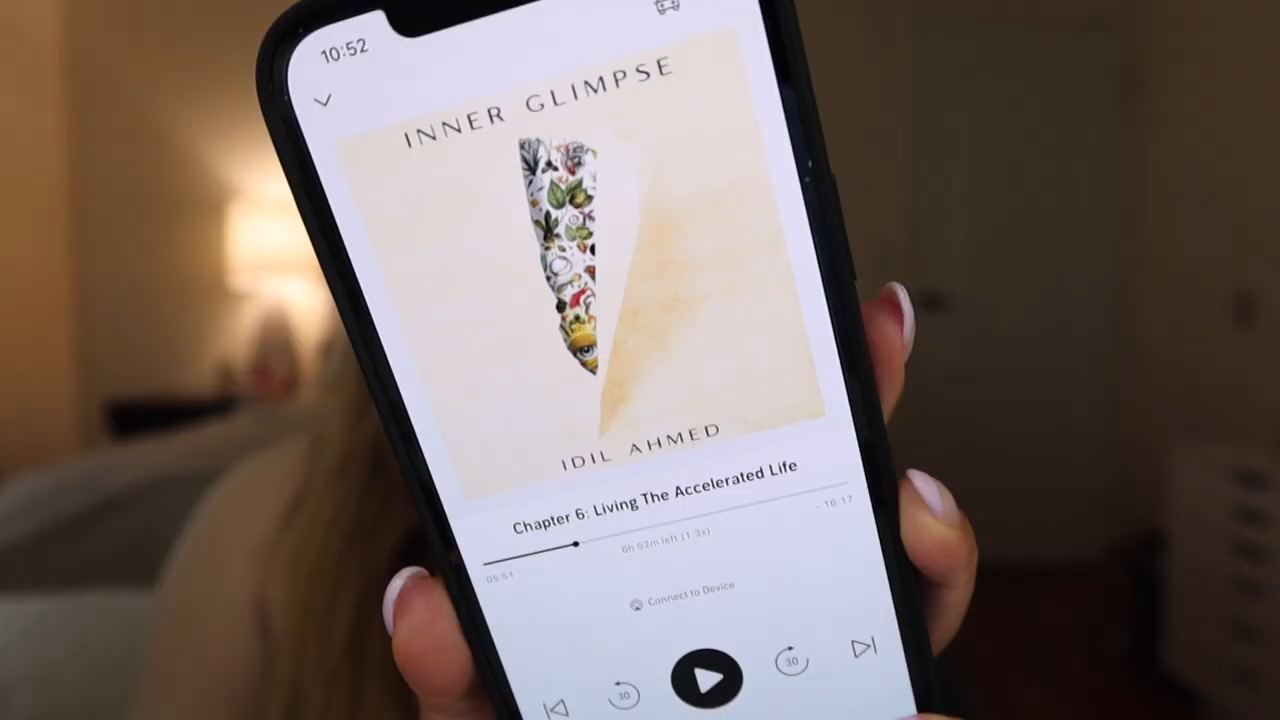 10:52
INNER GLIMPSE
IDIL AHMED
Chapter 6: Living The Accelerated Life
05:51
6h 52m left (1.3x)
- 16:17
Connect to Device
30
30